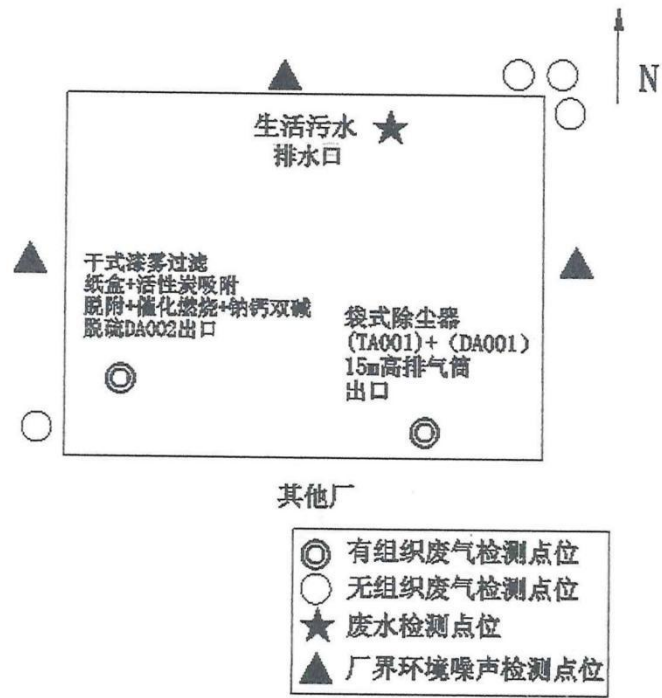 N
生活污水
排水口
干式漆雾过滤
纸盒+活性炭吸附
脱附+催化燃烧+钠钙双碱
脱硫DA002出口
袋式除尘器
(TA001)+（DA001）
15m高排气筒
出口
其他厂
有组织废气检测点位
无组织废气检测点位
废水检测点位
厂界环境噪声检测点位